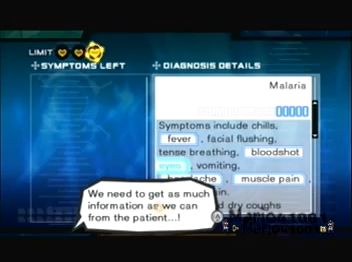 LIMIT
SYMPTOMS LEFT
DIAGNOSIS DETAILS
Malaria
Symptoms include chills,
fever , facial flushing,
tense breathing, bloodshot
, vomiting,
, muscle pain
dry coughs
We need to get as much
information as we can
from the patient...!